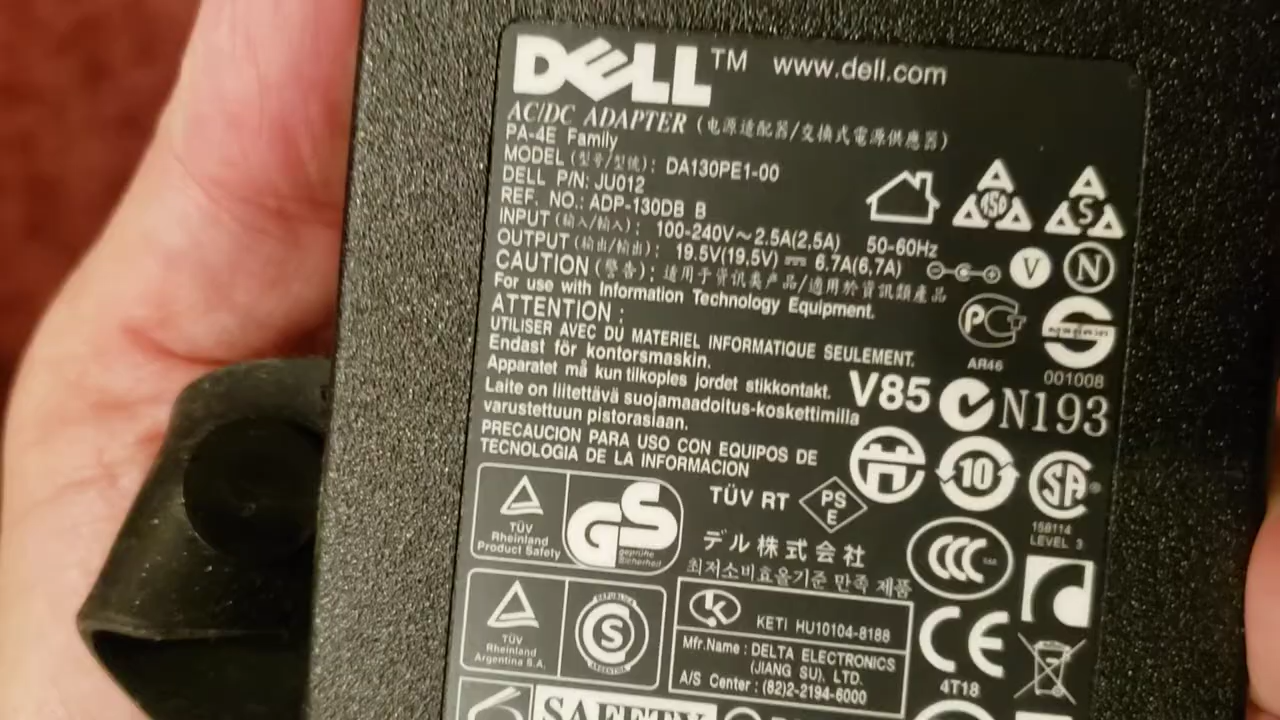 DELL™ www.dell.com
AC/DC ADAPTER (电源适配器/交換式電源供應器)
PA-4E Family
MODEL (型号/型號): DA130PE1-00
DELL P/N: JU012
REF. NO.: ADP-130DB B
INPUT (输入/輸入): 100-240V~2.5A(2,5A) 50-60Hz
OUTPUT (输出/輸出): 19.5V(19,5V) ⎓ 6.7A(6,7A)
CAUTION (警告): 适用于资讯类产品/適用於資訊類產品
For use with Information Technology Equipment.
ATTENTION :
UTILISER AVEC DU MATERIEL INFORMATIQUE SEULEMENT.
Endast för kontorsmaskin.
Apparatet må kun tilkoples jordet stikkontakt.
Laite on liitettävä suojamaadoitus-koskettimilla
varustettuun pistorasiaan.
PRECAUCION PARA USO CON EQUIPOS DE
TECNOLOGIA DE LA INFORMACION
150
S
V
N
PC
AR46
001008
V85
N193
10
SA
158114
LEVEL 3
TÜV
Rheinland
Product Safety
GS
geprüfte
Sicherheit
TÜV RT
PS
E
デル株式会社
최저소비효율기준 만족 제품
CCC
TÜV
Rheinland
Argentina S.A.
REPUBLICA
S
ARGENTINA
K
KETI HU10104-8188
Mfr.Name : DELTA ELECTRONICS
(JIANG SU), LTD.
A/S Center : (82)2-2194-6000
CE
4T18
SAFETY